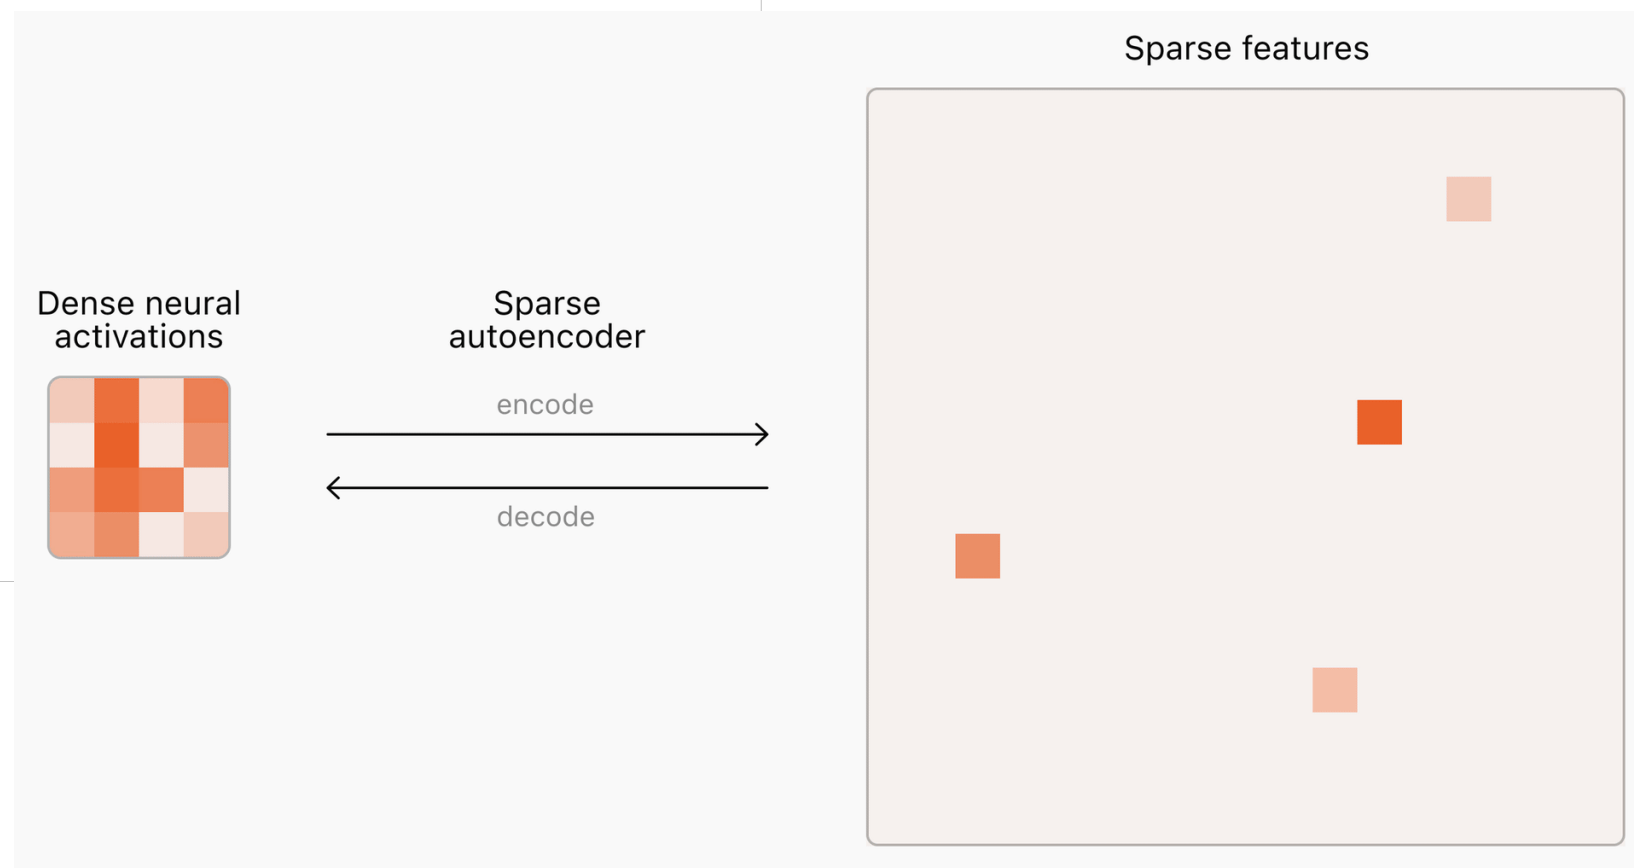 Sparse features
Dense neural
activations
Sparse
autoencoder
encode
decode